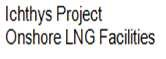 Ichthys Project
Onshore LNG Facilities